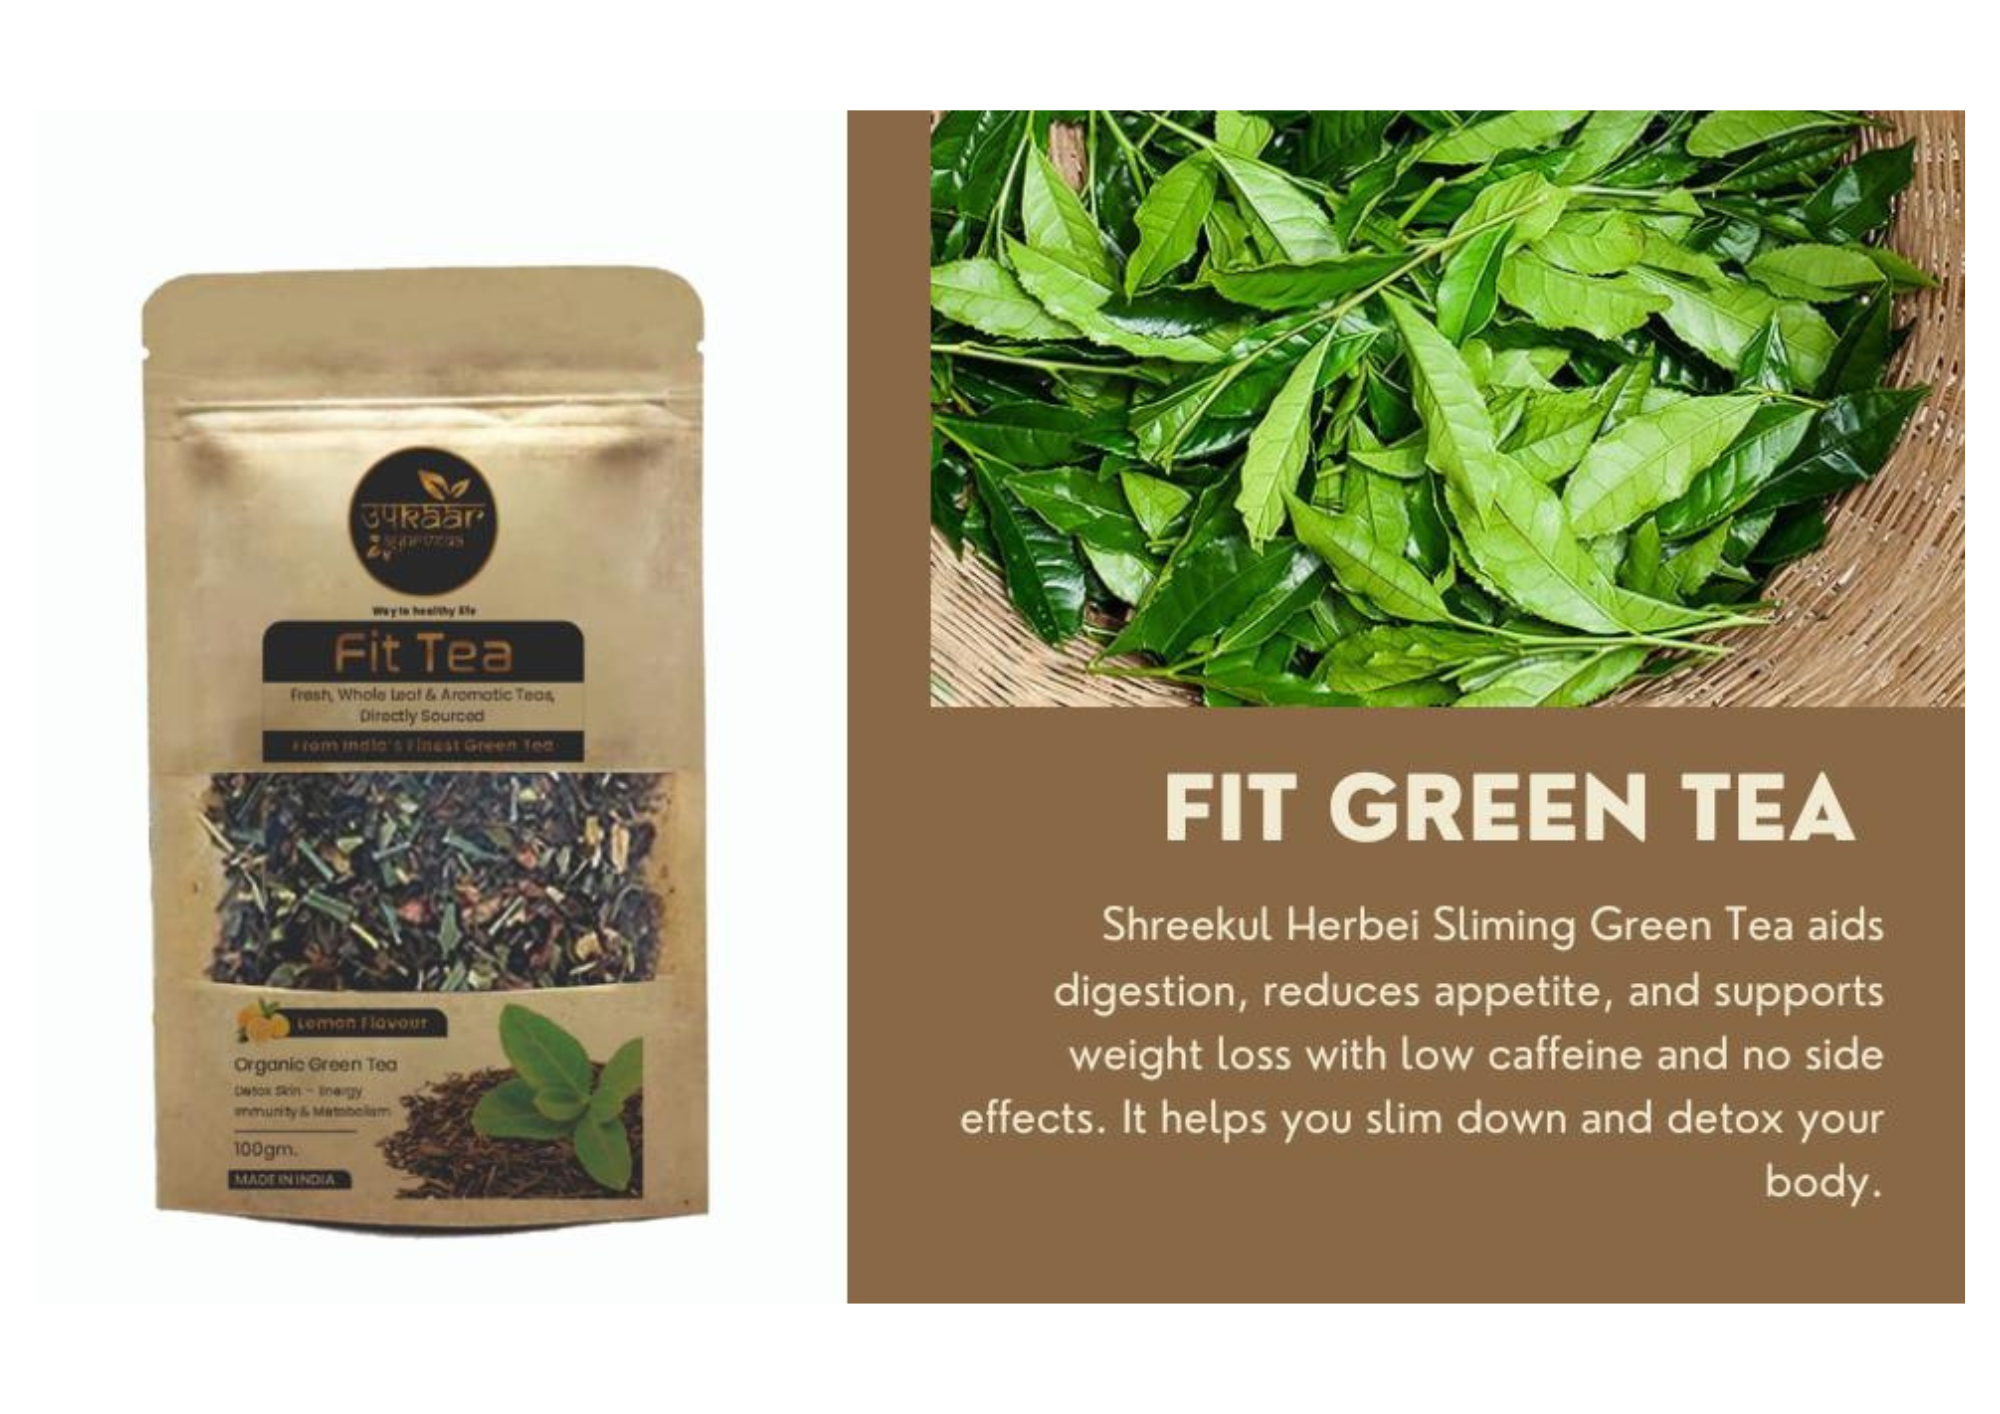 उपkaar
ayurvedas
Way to healthy life
Fit Tea
Fresh, Whole Leaf & Aromatic Teas,
Directly Sourced
From India's Finest Green Tea
Lemon Flavour
Organic Green Tea
Detox Skin - Energy
Immunity & Metabolism
100gm.
MADE IN INDIA
FIT GREEN TEA
Shreekul Herbei Sliming Green Tea aids
digestion, reduces appetite, and supports
weight loss with low caffeine and no side
effects. It helps you slim down and detox your
body.